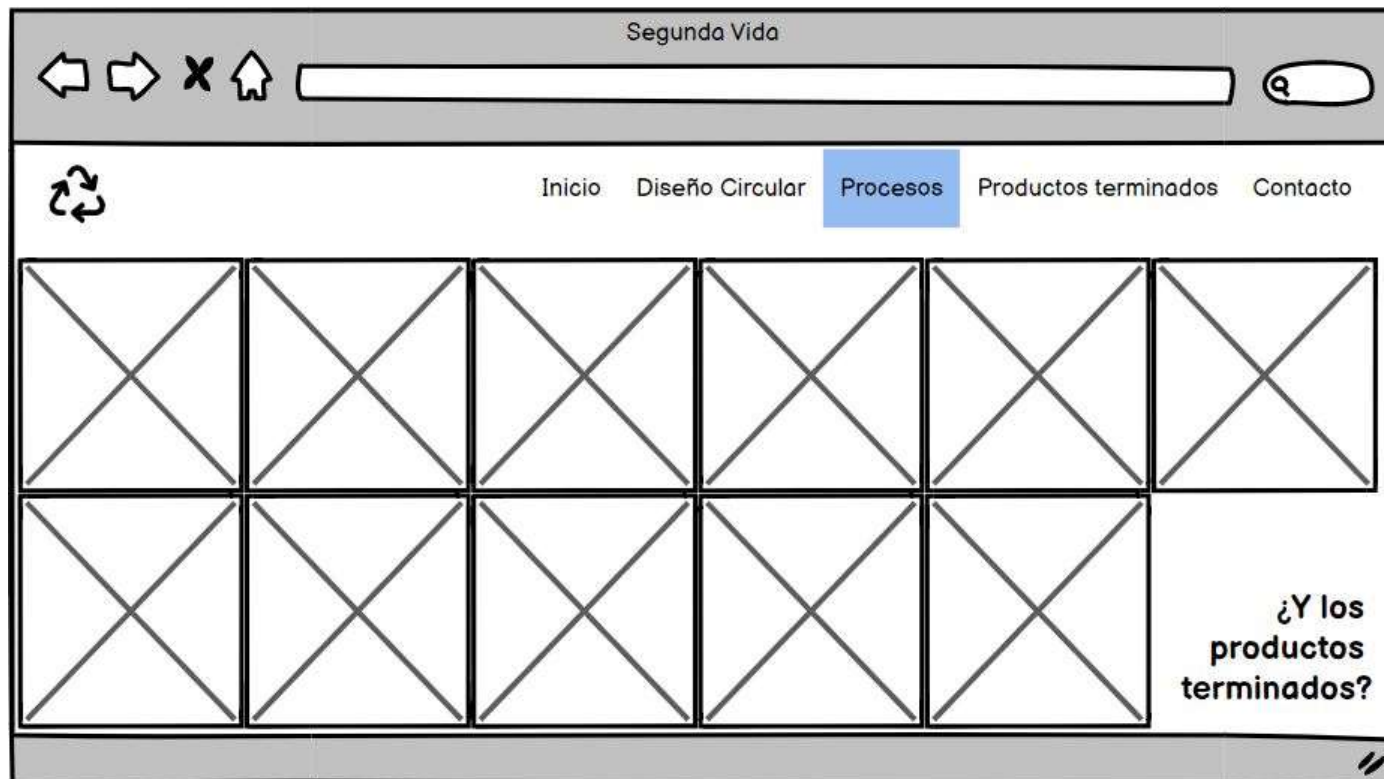 Segunda Vida
Inicio Diseño Circular Procesos Productos terminados Contacto
¿Y los
productos
terminados?